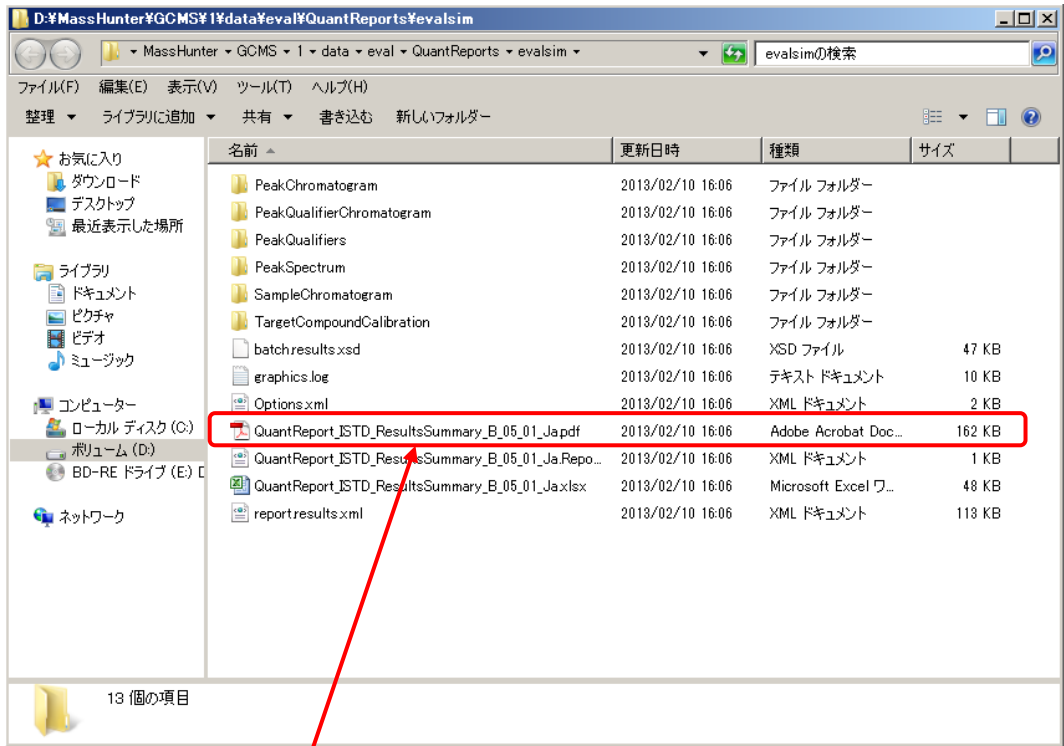 D:¥MassHunter¥GCMS¥1¥data¥eval¥QuantReports¥evalsim
MassHunter GCMS 1 data eval QuantReports evalsim
evalsimの検索
ファイル(F) 編集(E) 表示(V) ツール(T) ヘルプ(H)
整理 ライブラリに追加 共有 書き込む 新しいフォルダー
お気に入り
ダウンロード
デスクトップ
最近表示した場所
ライブラリ
ドキュメント
ピクチャ
ビデオ
ミュージック
コンピューター
ローカル ディスク (C:)
ボリューム (D:)
BD-RE ドライブ (E:) D
ネットワーク
名前 更新日時 種類 サイズ
PeakChromatogram 2013/02/10 16:06 ファイル フォルダー
PeakQualifierChromatogram 2013/02/10 16:06 ファイル フォルダー
PeakQualifiers 2013/02/10 16:06 ファイル フォルダー
PeakSpectrum 2013/02/10 16:06 ファイル フォルダー
SampleChromatogram 2013/02/10 16:06 ファイル フォルダー
TargetCompoundCalibration 2013/02/10 16:06 ファイル フォルダー
batchresults.xsd 2013/02/10 16:06 XSD ファイル 47 KB
graphics.log 2013/02/10 16:06 テキスト ドキュメント 10 KB
Options.xml 2013/02/10 16:06 XML ドキュメント 2 KB
QuantReport_ISTD_ResultsSummary_B_05_01_Ja.pdf 2013/02/10 16:06 Adobe Acrobat Doc... 162 KB
QuantReport_ISTD_ResultsSummary_B_05_01_Ja.Repo... 2013/02/10 16:06 XML ドキュメント 1 KB
QuantReport_ISTD_ResultsSummary_B_05_01_Ja.xlsx 2013/02/10 16:06 Microsoft Excel ワ... 48 KB
reportresults.xml 2013/02/10 16:06 XML ドキュメント 113 KB
13 個の項目